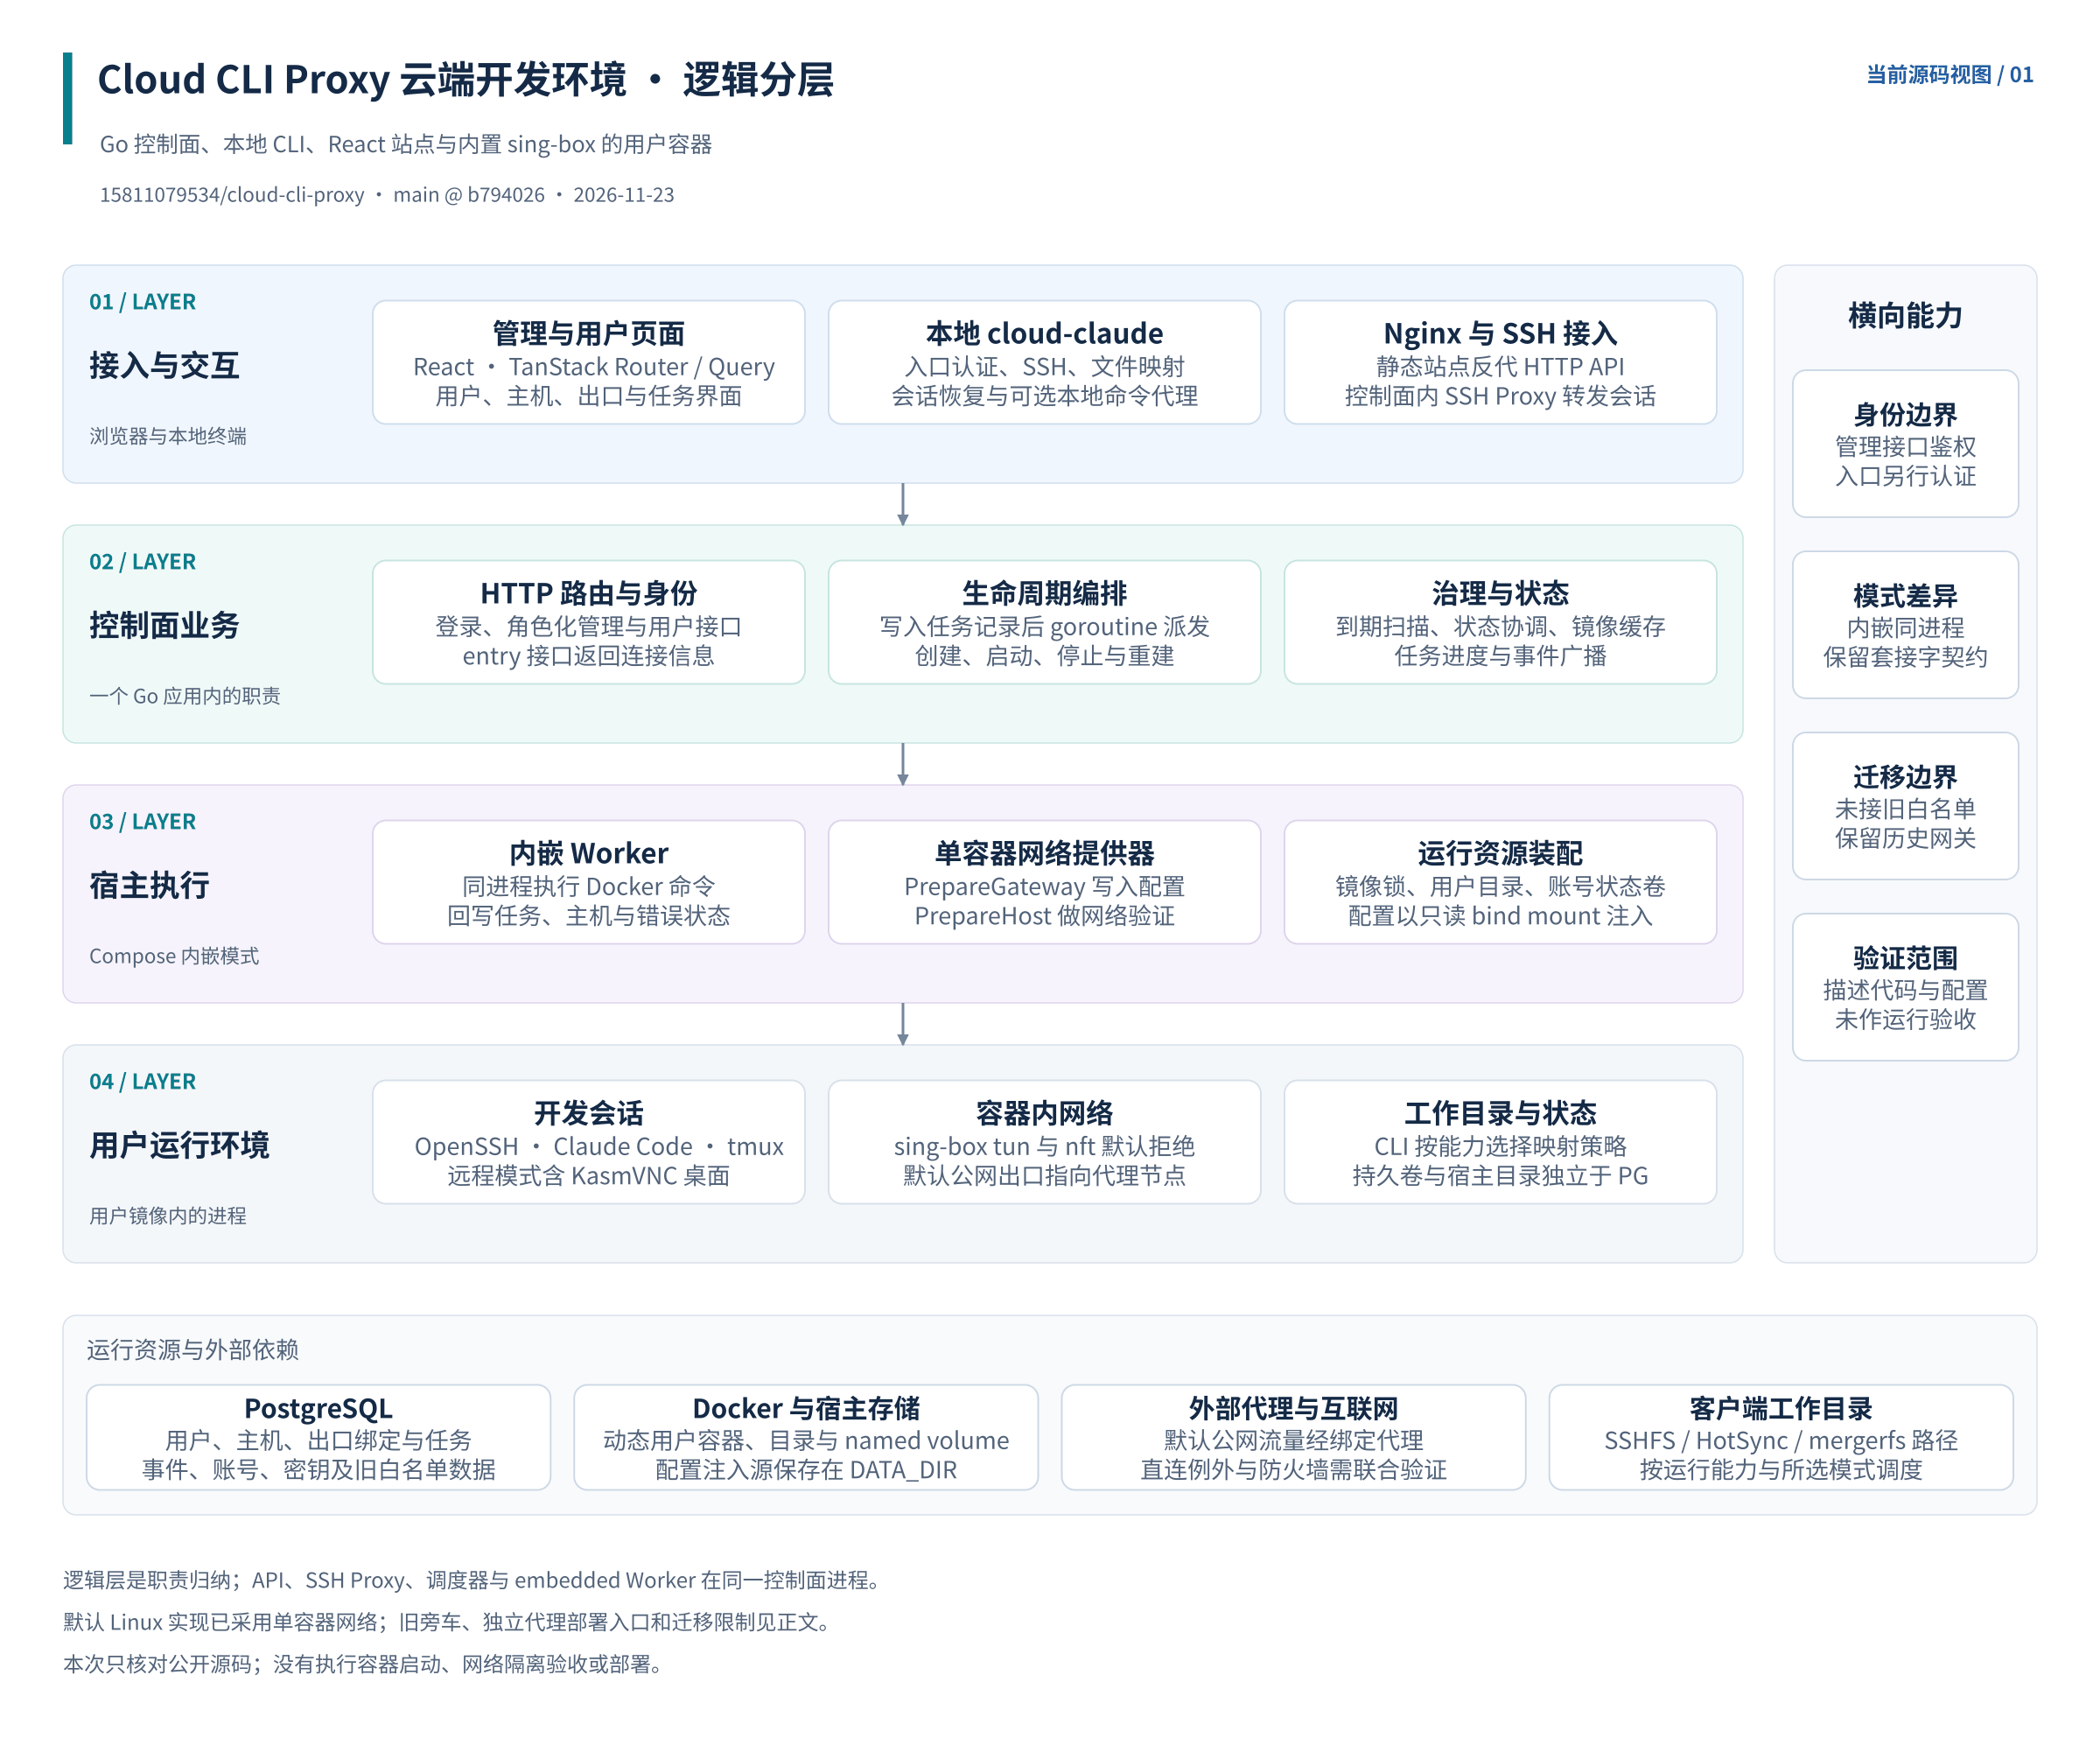 Cloud CLI Proxy 云端开发环境 · 逻辑分层
当前源码视图 / 01
Go 控制面、本地 CLI、React 站点与内置 sing-box 的用户容器
15811079534/cloud-cli-proxy · main @ b794026 · 2026-11-23
01 / LAYER
接入与交互
浏览器与本地终端
管理与用户页面
React · TanStack Router / Query
用户、主机、出口与任务界面
本地 cloud-claude
入口认证、SSH、文件映射
会话恢复与可选本地命令代理
Nginx 与 SSH 接入
静态站点反代 HTTP API
控制面内 SSH Proxy 转发会话
02 / LAYER
控制面业务
一个 Go 应用内的职责
HTTP 路由与身份
登录、角色化管理与用户接口
entry 接口返回连接信息
生命周期编排
写入任务记录后 goroutine 派发
创建、启动、停止与重建
治理与状态
到期扫描、状态协调、镜像缓存
任务进度与事件广播
03 / LAYER
宿主执行
Compose 内嵌模式
内嵌 Worker
同进程执行 Docker 命令
回写任务、主机与错误状态
单容器网络提供器
PrepareGateway 写入配置
PrepareHost 做网络验证
运行资源装配
镜像锁、用户目录、账号状态卷
配置以只读 bind mount 注入
04 / LAYER
用户运行环境
用户镜像内的进程
开发会话
OpenSSH · Claude Code · tmux
远程模式含 KasmVNC 桌面
容器内网络
sing-box tun 与 nft 默认拒绝
默认公网出口指向代理节点
工作目录与状态
CLI 按能力选择映射策略
持久卷与宿主目录独立于 PG
横向能力
身份边界
管理接口鉴权
入口另行认证
模式差异
内嵌同进程
保留套接字契约
迁移边界
未接旧白名单
保留历史网关
验证范围
描述代码与配置
未作运行验收
运行资源与外部依赖
PostgreSQL
用户、主机、出口绑定与任务
事件、账号、密钥及旧白名单数据
Docker 与宿主存储
动态用户容器、目录与 named volume
配置注入源保存在 DATA_DIR
外部代理与互联网
默认公网流量经绑定代理
直连例外与防火墙需联合验证
客户端工作目录
SSHFS / HotSync / mergerfs 路径
按运行能力与所选模式调度
逻辑层是职责归纳；API、SSH Proxy、调度器与 embedded Worker 在同一控制面进程。
默认 Linux 实现已采用单容器网络；旧旁车、独立代理部署入口和迁移限制见正文。
本次只核对公开源码；没有执行容器启动、网络隔离验收或部署。